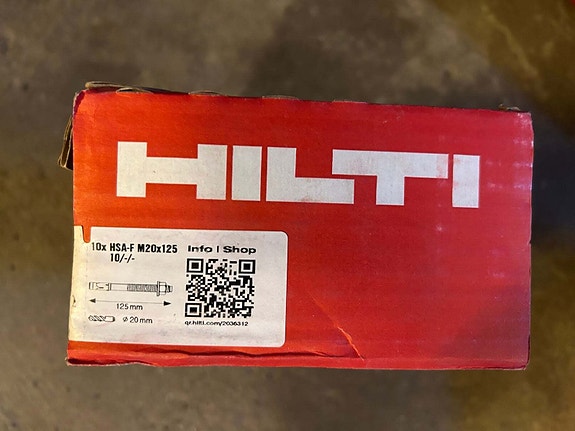 HILTI
10x HSA-F M20x125
10/-/-
Info | Shop
125 mm
ø 20 mm
qr.hilti.com/2036312